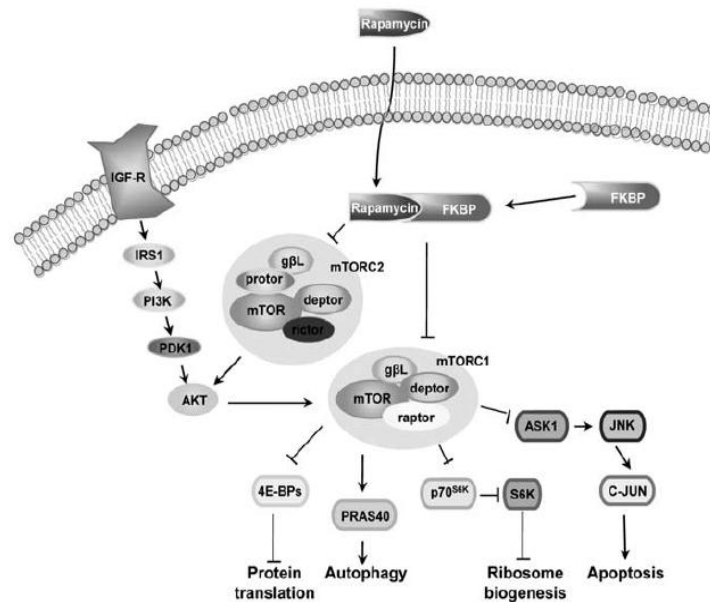 Rapamycin
IGF-R
Rapamycin
FKBP
FKBP
IRS1
PI3K
PDK1
AKT
gβL
mTORC2
protor
deptor
mTOR
rictor
mTORC1
gβL
deptor
mTOR
raptor
ASK1
JNK
4E-BPs
PRAS40
p70S6K
S6K
C-JUN
Protein
translation
Autophagy
Ribosome
biogenesis
Apoptosis